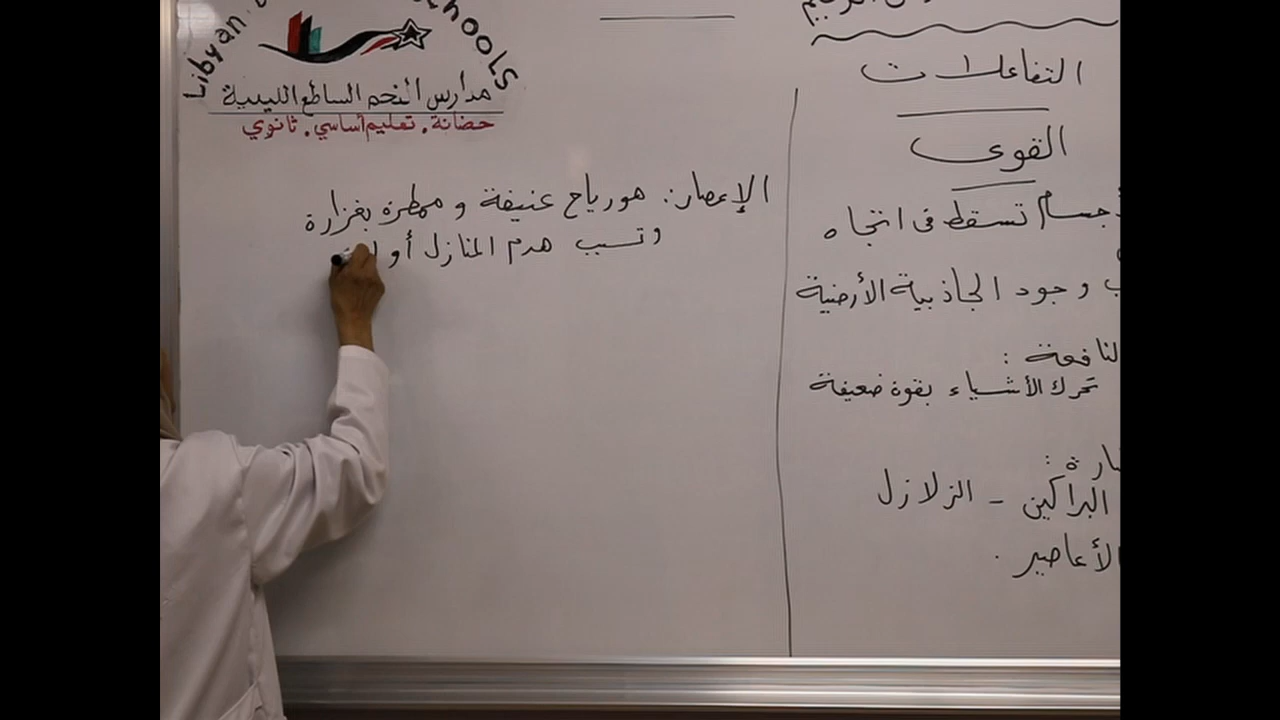 Libyan
Schools
مدارس النجم الساطع الليبية
حضانة . تعليم أساسي . ثانوي
التفاعلات
القوى
تسقط في اتجاه
وجود الجاذبية الأرضية
النافعة :
تحرك الأشياء بقوة ضعيفة
البراكين - الزلازل
الأعاصير .
الإعصار : هو رياح عنيفة و ممطرة بغزارة
و تسبب هدم المنازل أو